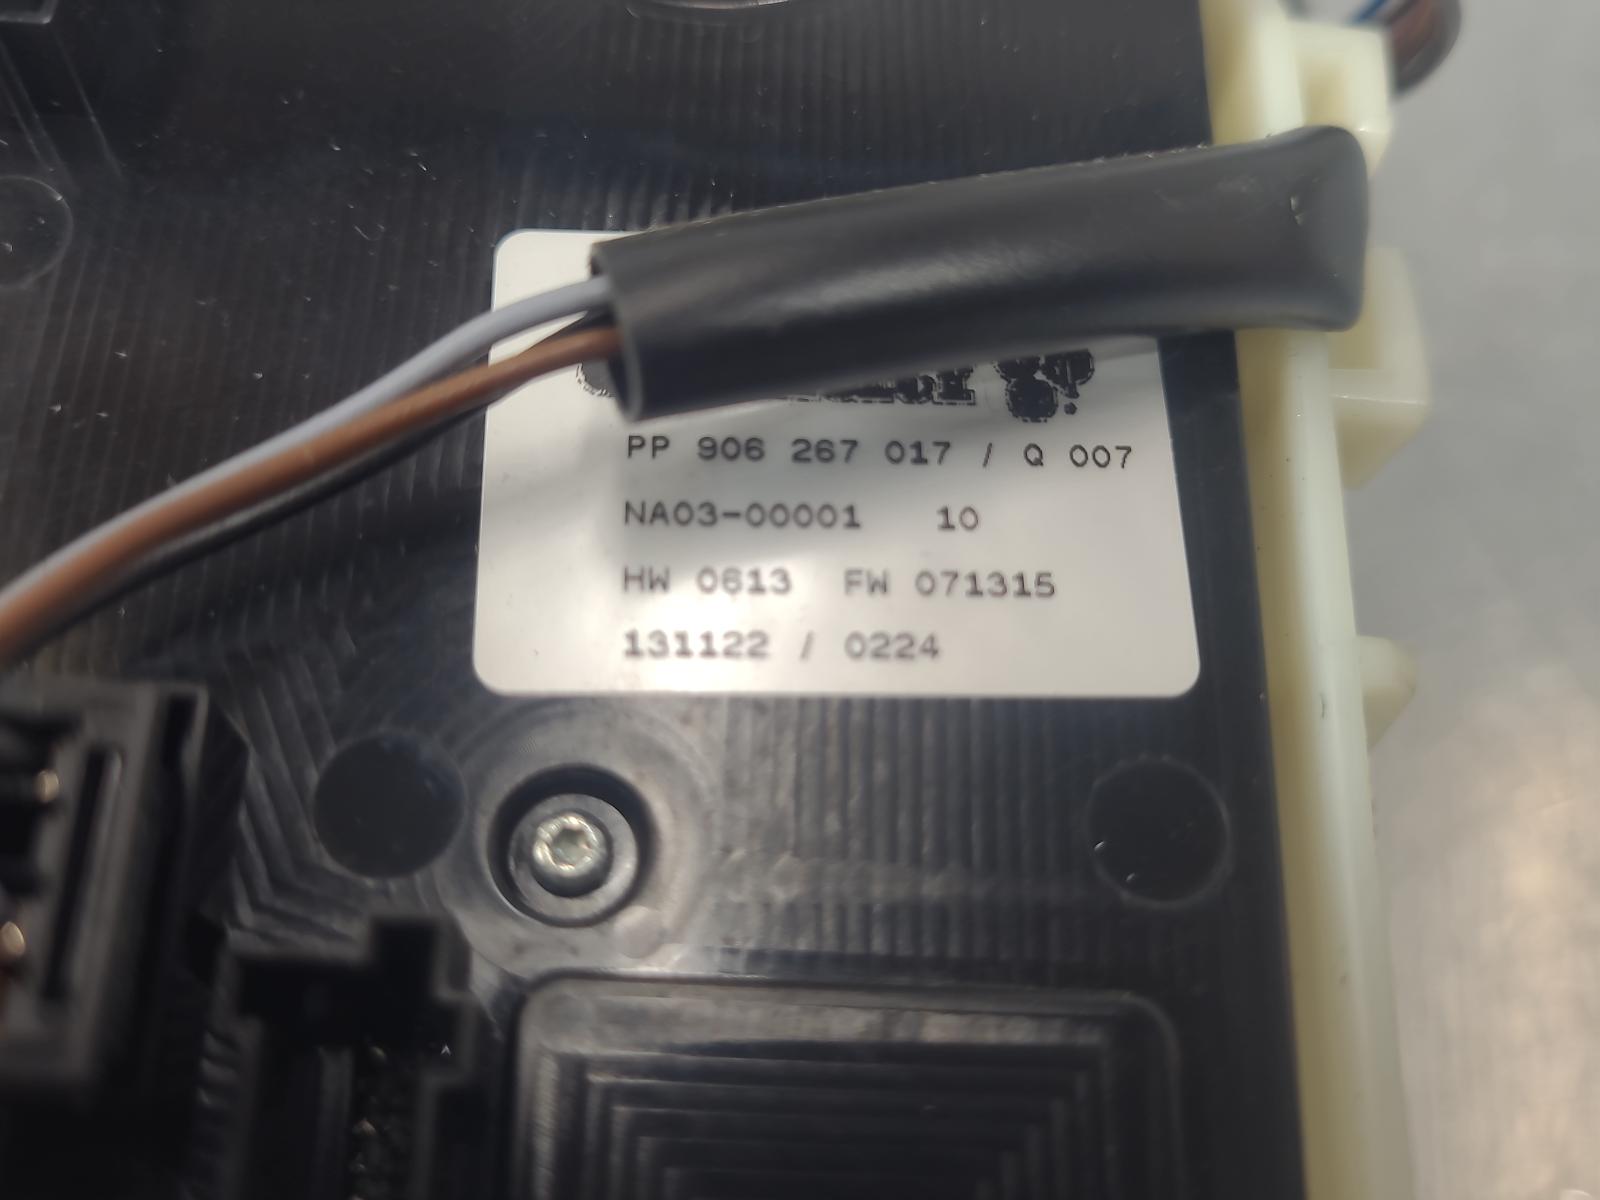 PP 906 267 017 / Q 007
NA03-00001 10
HW 0613 FW 071315
131122 / 0224